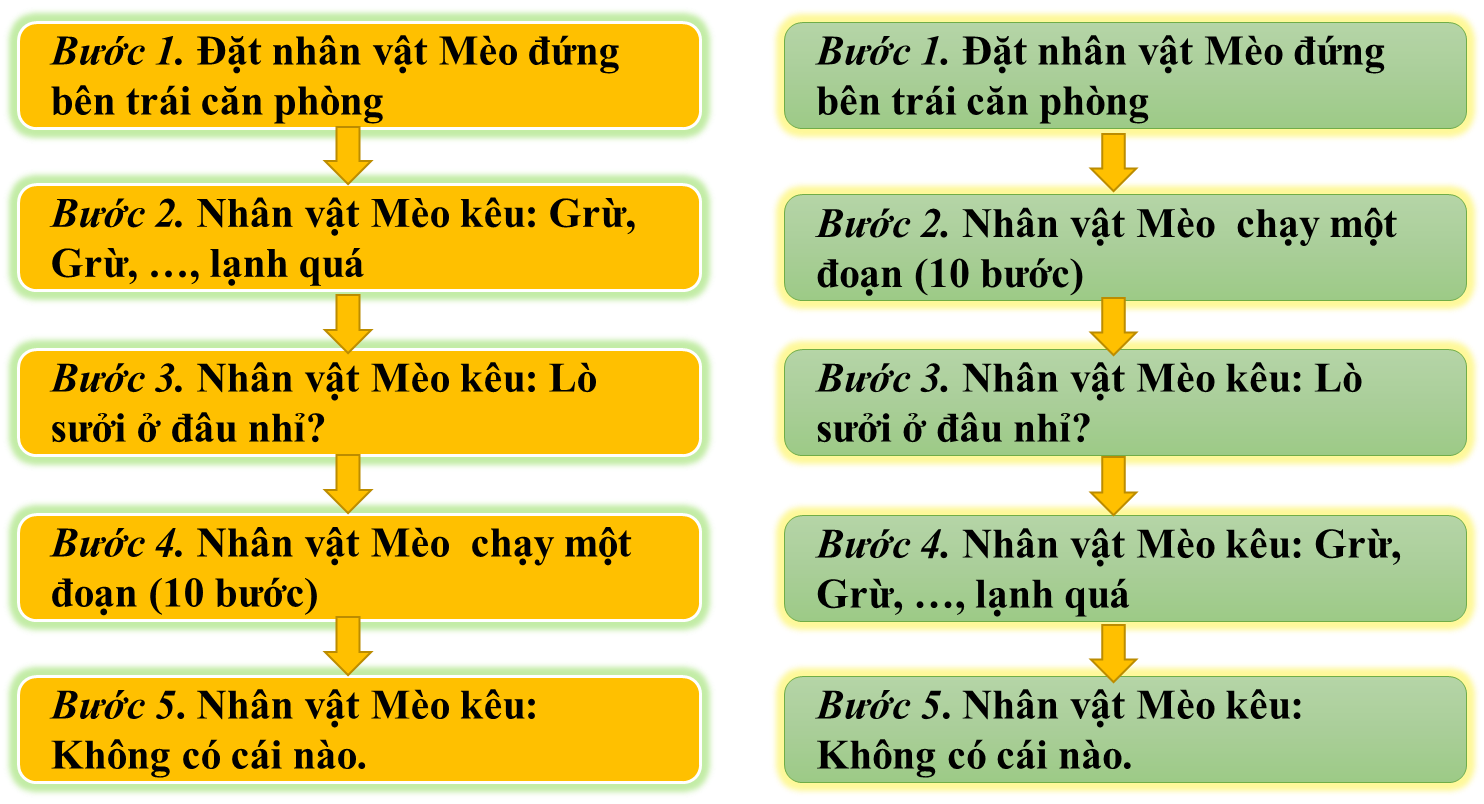 Bước 1. Đặt nhân vật Mèo đứng
bên trái căn phòng
Bước 2. Nhân vật Mèo kêu: Grừ,
Grừ, …, lạnh quá
Bước 3. Nhân vật Mèo kêu: Lò
sưởi ở đâu nhỉ?
Bước 4. Nhân vật Mèo  chạy một
đoạn (10 bước)
Bước 5. Nhân vật Mèo kêu:
Không có cái nào.
Bước 1. Đặt nhân vật Mèo đứng
bên trái căn phòng
Bước 2. Nhân vật Mèo  chạy một
đoạn (10 bước)
Bước 3. Nhân vật Mèo kêu: Lò
sưởi ở đâu nhỉ?
Bước 4. Nhân vật Mèo kêu: Grừ,
Grừ, …, lạnh quá
Bước 5. Nhân vật Mèo kêu:
Không có cái nào.